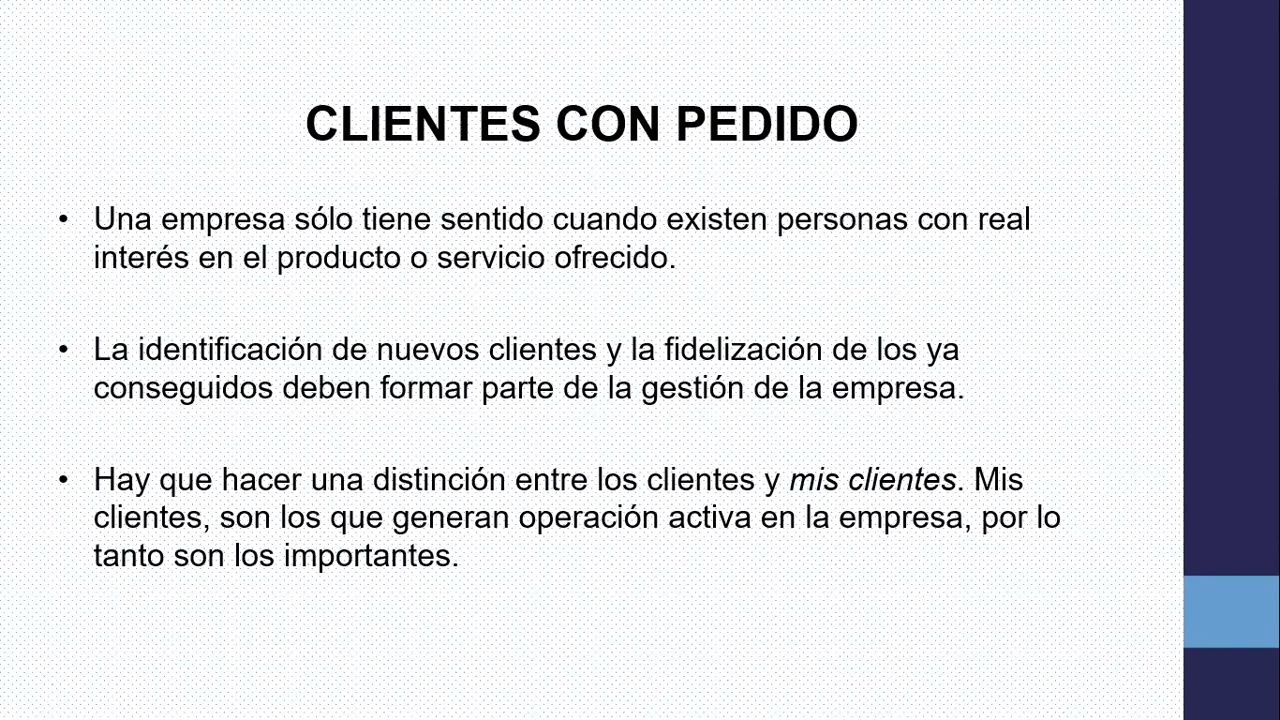 CLIENTES CON PEDIDO
• Una empresa sólo tiene sentido cuando existen personas con real
interés en el producto o servicio ofrecido.
• La identificación de nuevos clientes y la fidelización de los ya
conseguidos deben formar parte de la gestión de la empresa.
• Hay que hacer una distinción entre los clientes y mis clientes. Mis
clientes, son los que generan operación activa en la empresa, por lo
tanto son los importantes.